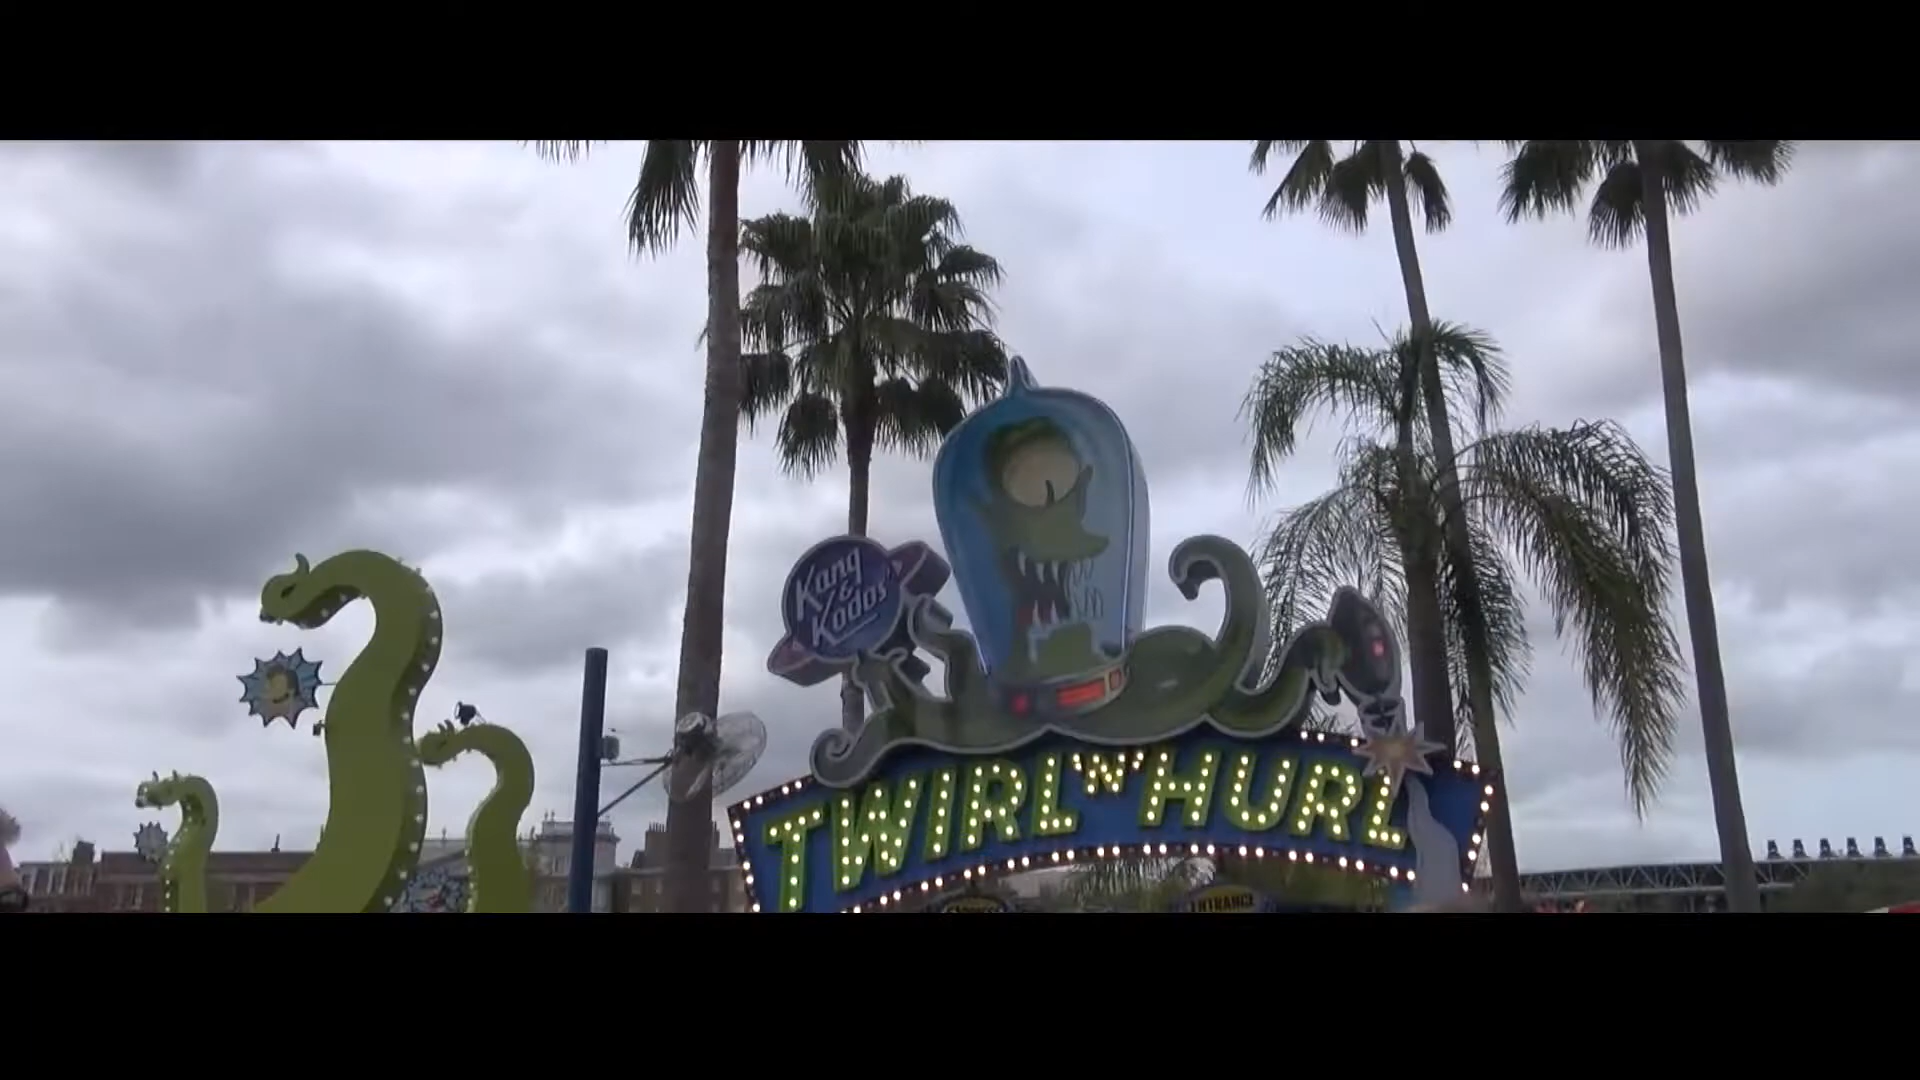 Kang
&
Kodos'
TWIRL 'N' HURL
ENTRANCE